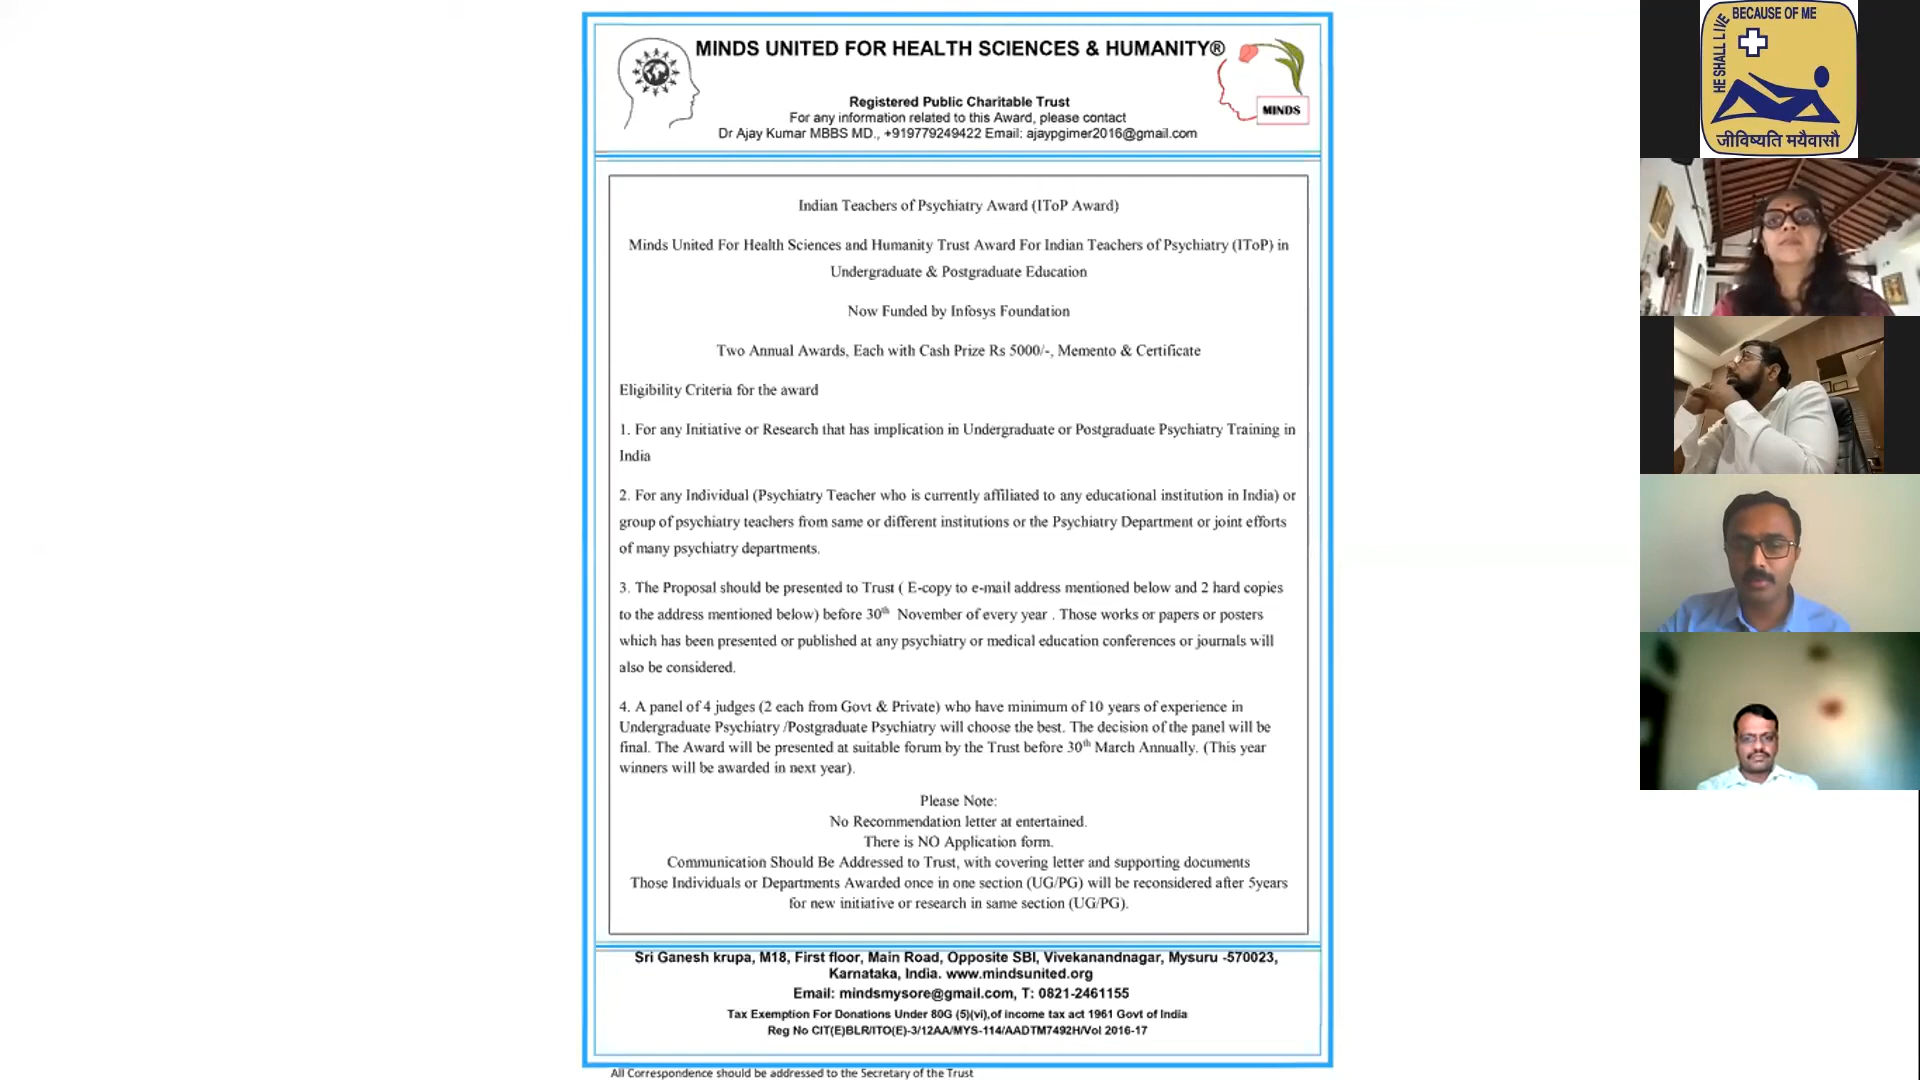 MINDS UNITED FOR HEALTH SCIENCES & HUMANITY®
Registered Public Charitable Trust
For any information related to this Award, please contact
Dr Ajay Kumar MBBS MD., +919779249422 Email: ajaypgimer2016@gmail.com
MINDS
Indian Teachers of Psychiatry Award (IToP Award)
Minds United For Health Sciences and Humanity Trust Award For Indian Teachers of Psychiatry (IToP) in
Undergraduate & Postgraduate Education
Now Funded by Infosys Foundation
Two Annual Awards, Each with Cash Prize Rs 5000/-, Memento & Certificate
Eligibility Criteria for the award
1. For any Initiative or Research that has implication in Undergraduate or Postgraduate Psychiatry Training in
India
2. For any Individual (Psychiatry Teacher who is currently affiliated to any educational institution in India) or
group of psychiatry teachers from same or different institutions or the Psychiatry Department or joint efforts
of many psychiatry departments.
3. The Proposal should be presented to Trust ( E-copy to e-mail address mentioned below and 2 hard copies
to the address mentioned below) before 30th November of every year . Those works or papers or posters
which has been presented or published at any psychiatry or medical education conferences or journals will
also be considered.
4. A panel of 4 judges (2 each from Govt & Private) who have minimum of 10 years of experience in
Undergraduate Psychiatry /Postgraduate Psychiatry will choose the best. The decision of the panel will be
final. The Award will be presented at suitable forum by the Trust before 30th March Annually. (This year
winners will be awarded in next year).
Please Note:
No Recommendation letter at entertained.
There is NO Application form.
Communication Should Be Addressed to Trust, with covering letter and supporting documents
Those Individuals or Departments Awarded once in one section (UG/PG) will be reconsidered after 5years
for new initiative or research in same section (UG/PG).
Sri Ganesh krupa, M18, First floor, Main Road, Opposite SBI, Vivekanandnagar, Mysuru -570023,
Karnataka, India. www.mindsunited.org
Email: mindsmysore@gmail.com, T: 0821-2461155
Tax Exemption For Donations Under 80G (5)(vi),of income tax act 1961 Govt of India
Reg No CIT(E)BLR/ITO(E)-3/12AA/MYS-114/AADTM7492H/Vol 2016-17
All Correspondence should be addressed to the Secretary of the Trust
HE SHALL LIVE
BECAUSE OF ME
जीविष्यति मयैवासौ